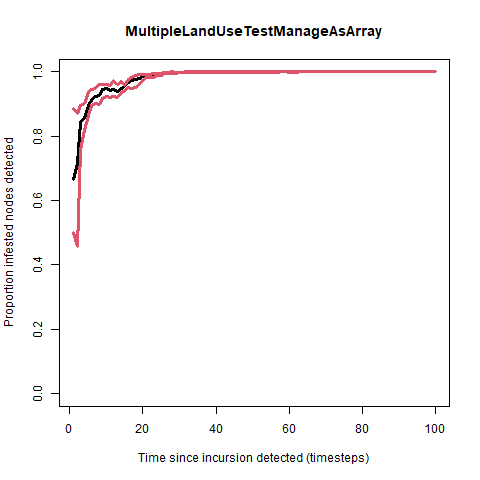 MultipleLandUseTestManageAsArray
Proportion infested nodes detected
1.0
0.8
0.6
0.4
0.2
0.0
0 20 40 60 80 100
Time since incursion detected (timesteps)